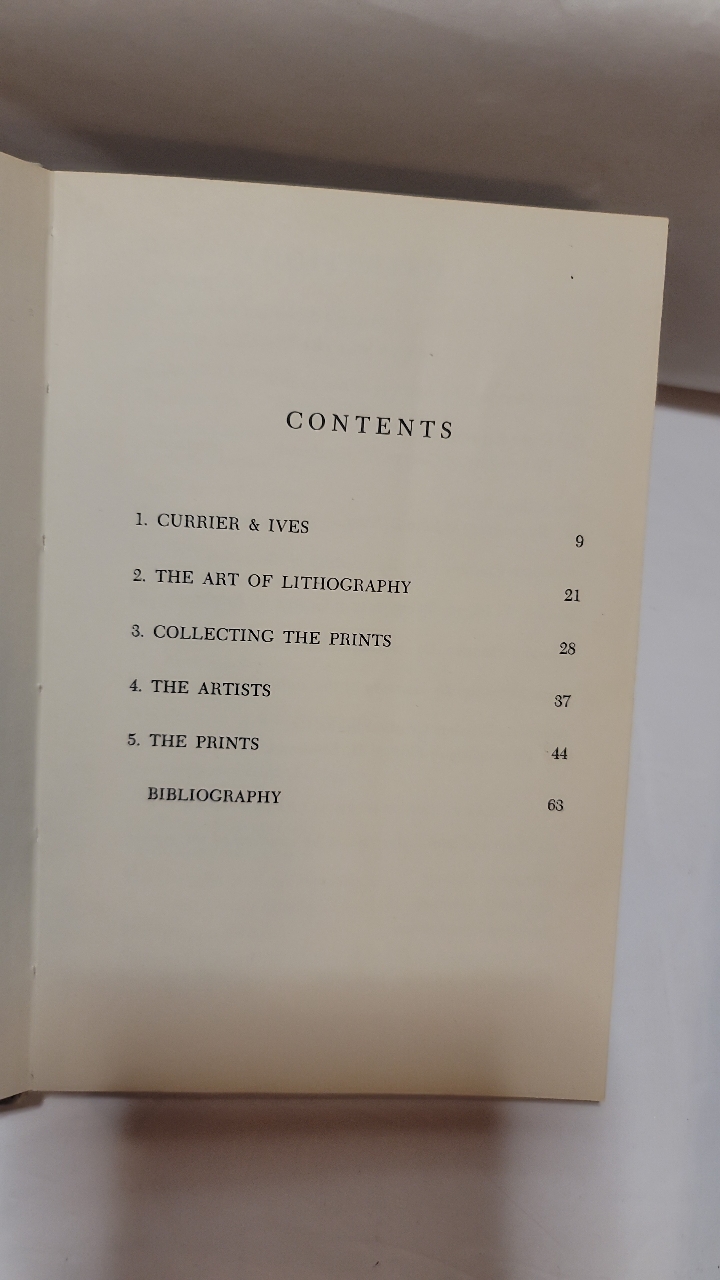 CONTENTS
1. CURRIER & IVES 9
2. THE ART OF LITHOGRAPHY 21
3. COLLECTING THE PRINTS 28
4. THE ARTISTS 37
5. THE PRINTS 44
BIBLIOGRAPHY 63